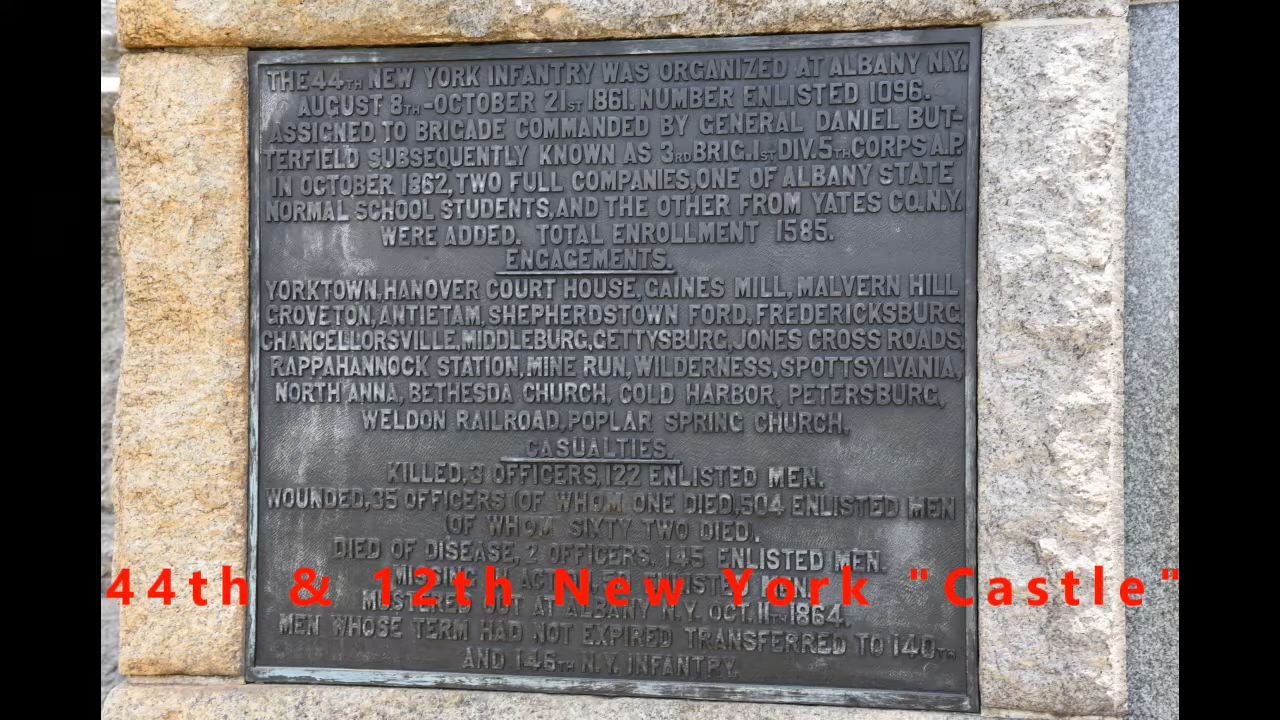 THE 44TH NEW YORK INFANTRY WAS ORGANIZED AT ALBANY N.Y.
AUGUST 8TH-OCTOBER 21ST 1861. NUMBER ENLISTED 1096.
ASSIGNED TO BRIGADE COMMANDED BY GENERAL DANIEL BUT-
TERFIELD SUBSEQUENTLY KNOWN AS 3RD BRIG. 1ST DIV. 5TH CORPS A.P.
IN OCTOBER 1862, TWO FULL COMPANIES, ONE OF ALBANY STATE
NORMAL SCHOOL STUDENTS, AND THE OTHER FROM YATES CO. N.Y.
WERE ADDED. TOTAL ENROLLMENT 1585.
ENGAGEMENTS.
YORKTOWN, HANOVER COURT HOUSE, GAINES MILL, MALVERN HILL
GROVETON, ANTIETAM, SHEPHERDSTOWN FORD, FREDERICKSBURG
CHANCELLORSVILLE, MIDDLEBURG, GETTYSBURG, JONES CROSS ROADS,
RAPPAHANNOCK STATION, MINE RUN, WILDERNESS, SPOTTSYLVANIA,
NORTH ANNA, BETHESDA CHURCH, COLD HARBOR, PETERSBURG,
WELDON RAILROAD, POPLAR SPRING CHURCH,
CASUALTIES.
KILLED, 3 OFFICERS, 122 ENLISTED MEN.
WOUNDED, 35 OFFICERS (OF WHOM ONE DIED), 504 ENLISTED MEN
(OF WHOM SIXTY TWO DIED).
DIED OF DISEASE, 2 OFFICERS, 145 ENLISTED MEN.
MISSING ENLISTED MEN.
44th & 12th New York "Castle"
MUSTERED OUT AT ALBANY N.Y. OCT. 11TH 1864.
MEN WHOSE TERM HAD NOT EXPIRED TRANSFERRED TO 140TH
AND 146TH N.Y. INFANTRY.